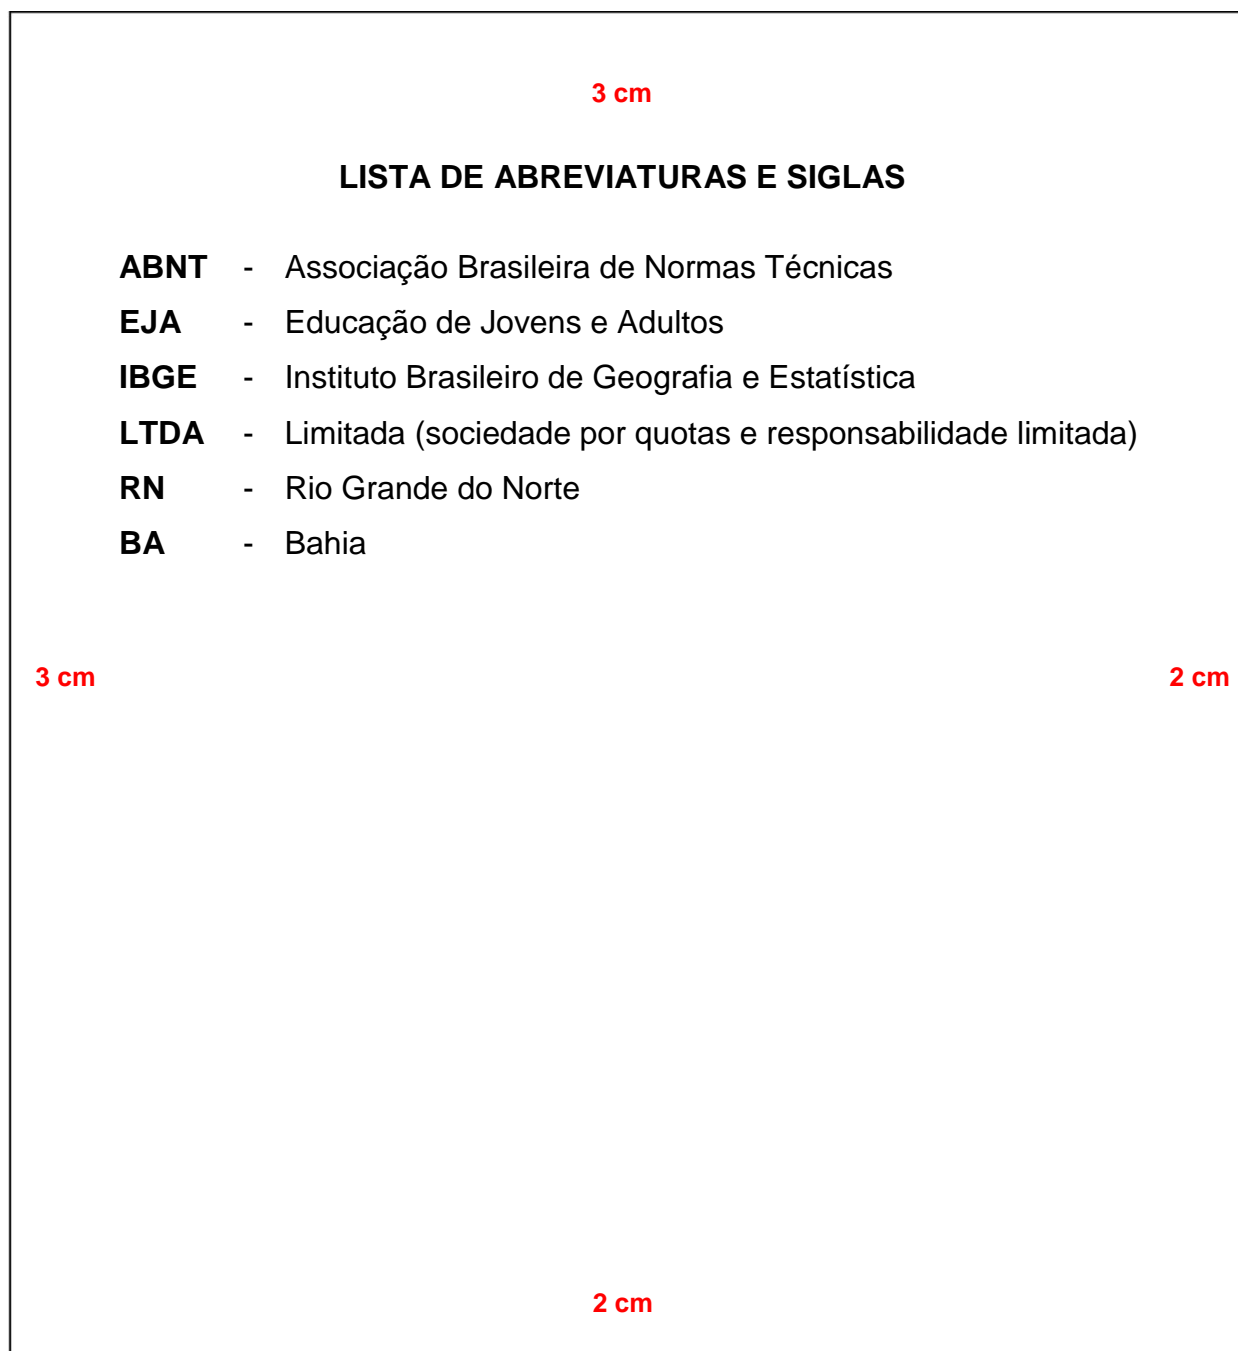 3 cm
LISTA DE ABREVIATURAS E SIGLAS
ABNT - Associação Brasileira de Normas Técnicas
EJA - Educação de Jovens e Adultos
IBGE - Instituto Brasileiro de Geografia e Estatística
LTDA - Limitada (sociedade por quotas e responsabilidade limitada)
RN - Rio Grande do Norte
BA - Bahia
3 cm 2 cm
2 cm